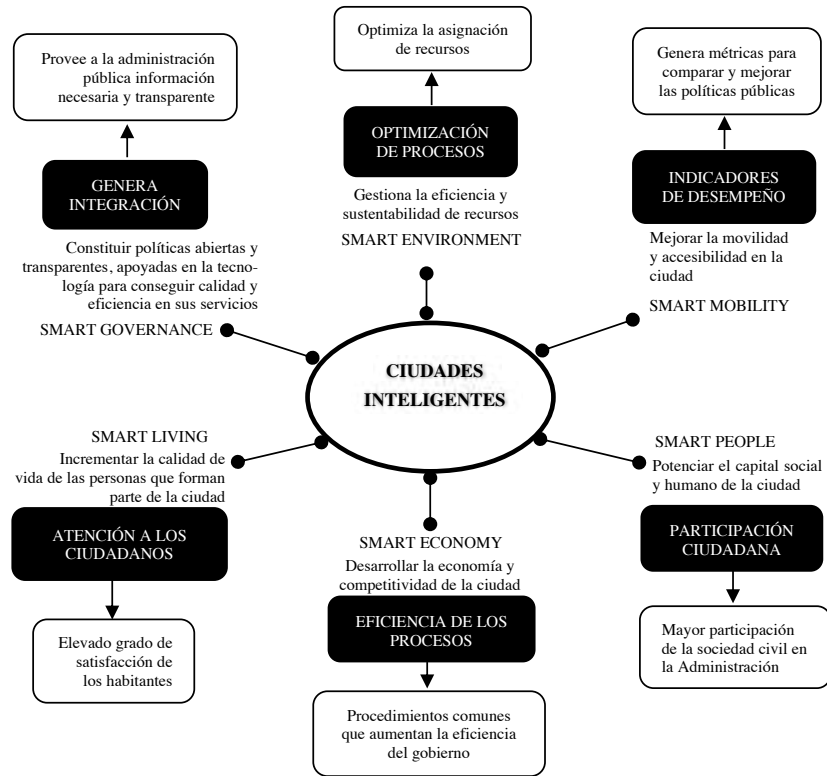 Provee a la administración
pública información
necesaria y transparente
GENERA
INTEGRACIÓN
Constituir políticas abiertas y
transparentes, apoyadas en la tecno-
logía para conseguir calidad y
eficiencia en sus servicios
SMART GOVERNANCE
Optimiza la asignación
de recursos
OPTIMIZACIÓN
DE PROCESOS
Gestiona la eficiencia y
sustentabilidad de recursos
SMART ENVIRONMENT
Genera métricas para
comparar y mejorar
las políticas públicas
INDICADORES
DE DESEMPEÑO
Mejorar la movilidad
y accesibilidad en la
ciudad
SMART MOBILITY
CIUDADES
INTELIGENTES
SMART LIVING
Incrementar la calidad de
vida de las personas que forman
parte de la ciudad
ATENCIÓN A LOS
CIUDADANOS
Elevado grado de
satisfacción de
los habitantes
SMART ECONOMY
Desarrollar la economía y
competitividad de la ciudad
EFICIENCIA DE LOS
PROCESOS
Procedimientos comunes
que aumentan la eficiencia
del gobierno
SMART PEOPLE
Potenciar el capital social
y humano de la ciudad
PARTICIPACIÓN
CIUDADANA
Mayor participación
de la sociedad civil en
la Administración